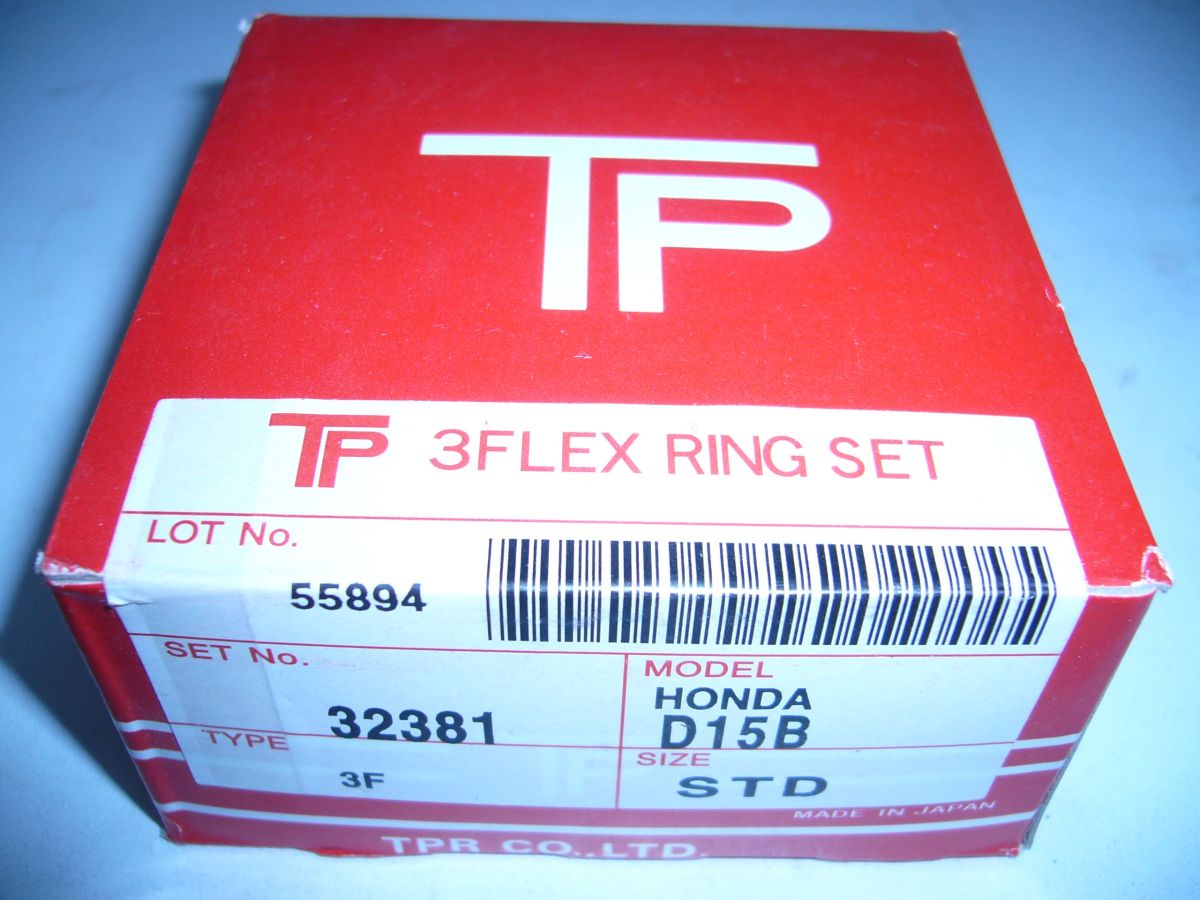 TP
TP 3FLEX RING SET
LOT No.
55894
SET No.
32381
MODEL
HONDA
D15B
TYPE
3F
SIZE
STD
MADE IN JAPAN
TPR CO.,LTD.